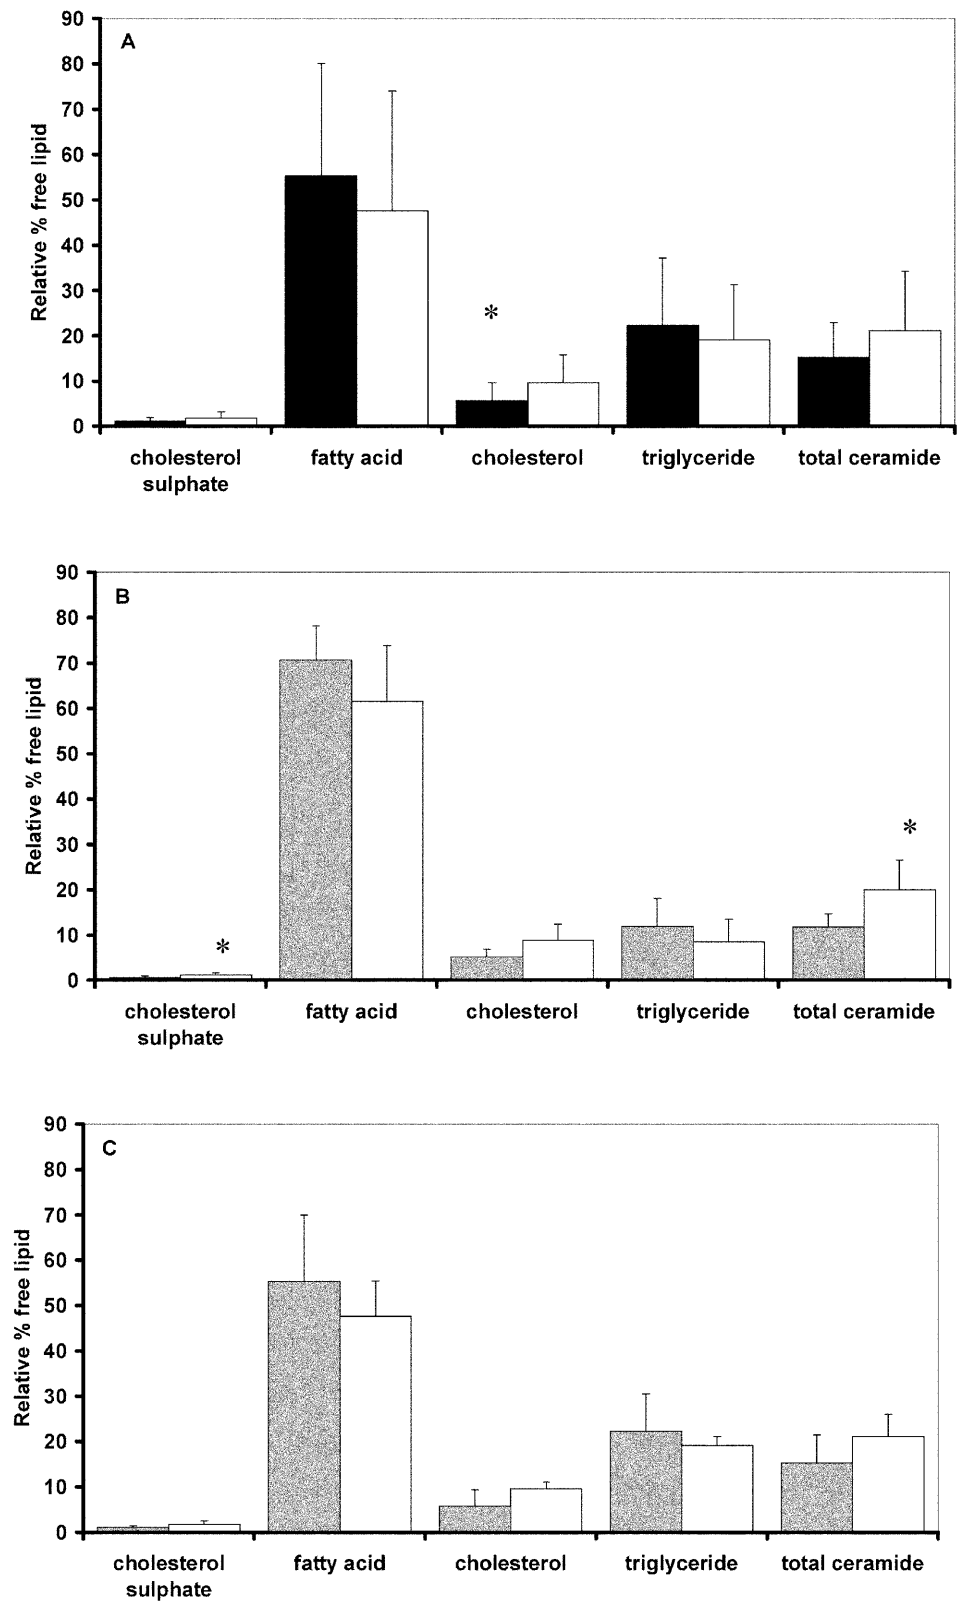 A
90
80
70
60
50
40
30
20
10
0
Relative % free lipid
*
cholesterol fatty acid cholesterol triglyceride total ceramide
sulphate
B
90
80
70
60
50
40
30
20
10
0
Relative % free lipid
*
*
cholesterol fatty acid cholesterol triglyceride total ceramide
sulphate
C
90
80
70
60
50
40
30
20
10
0
Relative % free lipid
cholesterol fatty acid cholesterol triglyceride total ceramide
sulphate